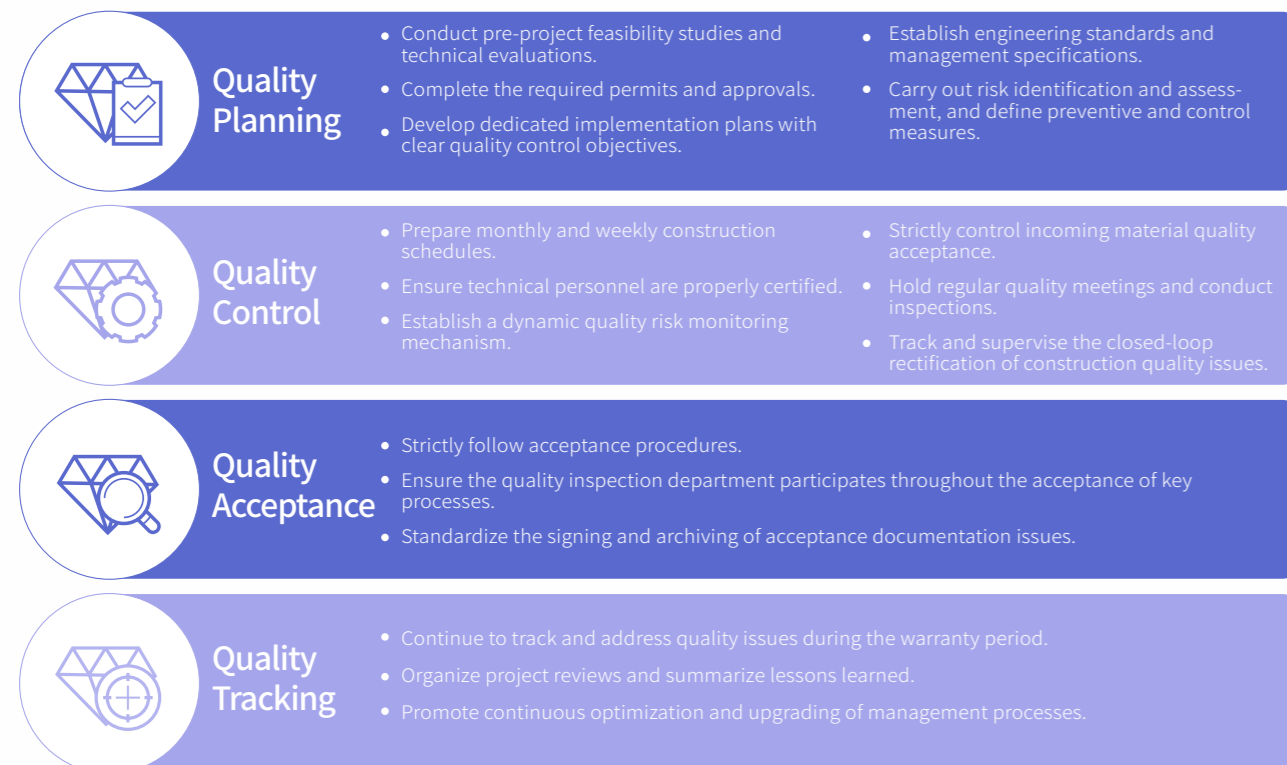 Quality
Planning
Conduct pre-project feasibility studies and
technical evaluations.
Complete the required permits and approvals.
Develop dedicated implementation plans with
clear quality control objectives.
Establish engineering standards and
management specifications.
Carry out risk identification and assess-
ment, and define preventive and control
measures.
Quality
Control
Prepare monthly and weekly construction
schedules.
Ensure technical personnel are properly certified.
Establish a dynamic quality risk monitoring
mechanism.
Strictly control incoming material quality
acceptance.
Hold regular quality meetings and conduct
inspections.
Track and supervise the closed-loop
rectification of construction quality issues.
Quality
Acceptance
Strictly follow acceptance procedures.
Ensure the quality inspection department participates throughout the acceptance of key
processes.
Standardize the signing and archiving of acceptance documentation issues.
Quality
Tracking
Continue to track and address quality issues during the warranty period.
Organize project reviews and summarize lessons learned.
Promote continuous optimization and upgrading of management processes.